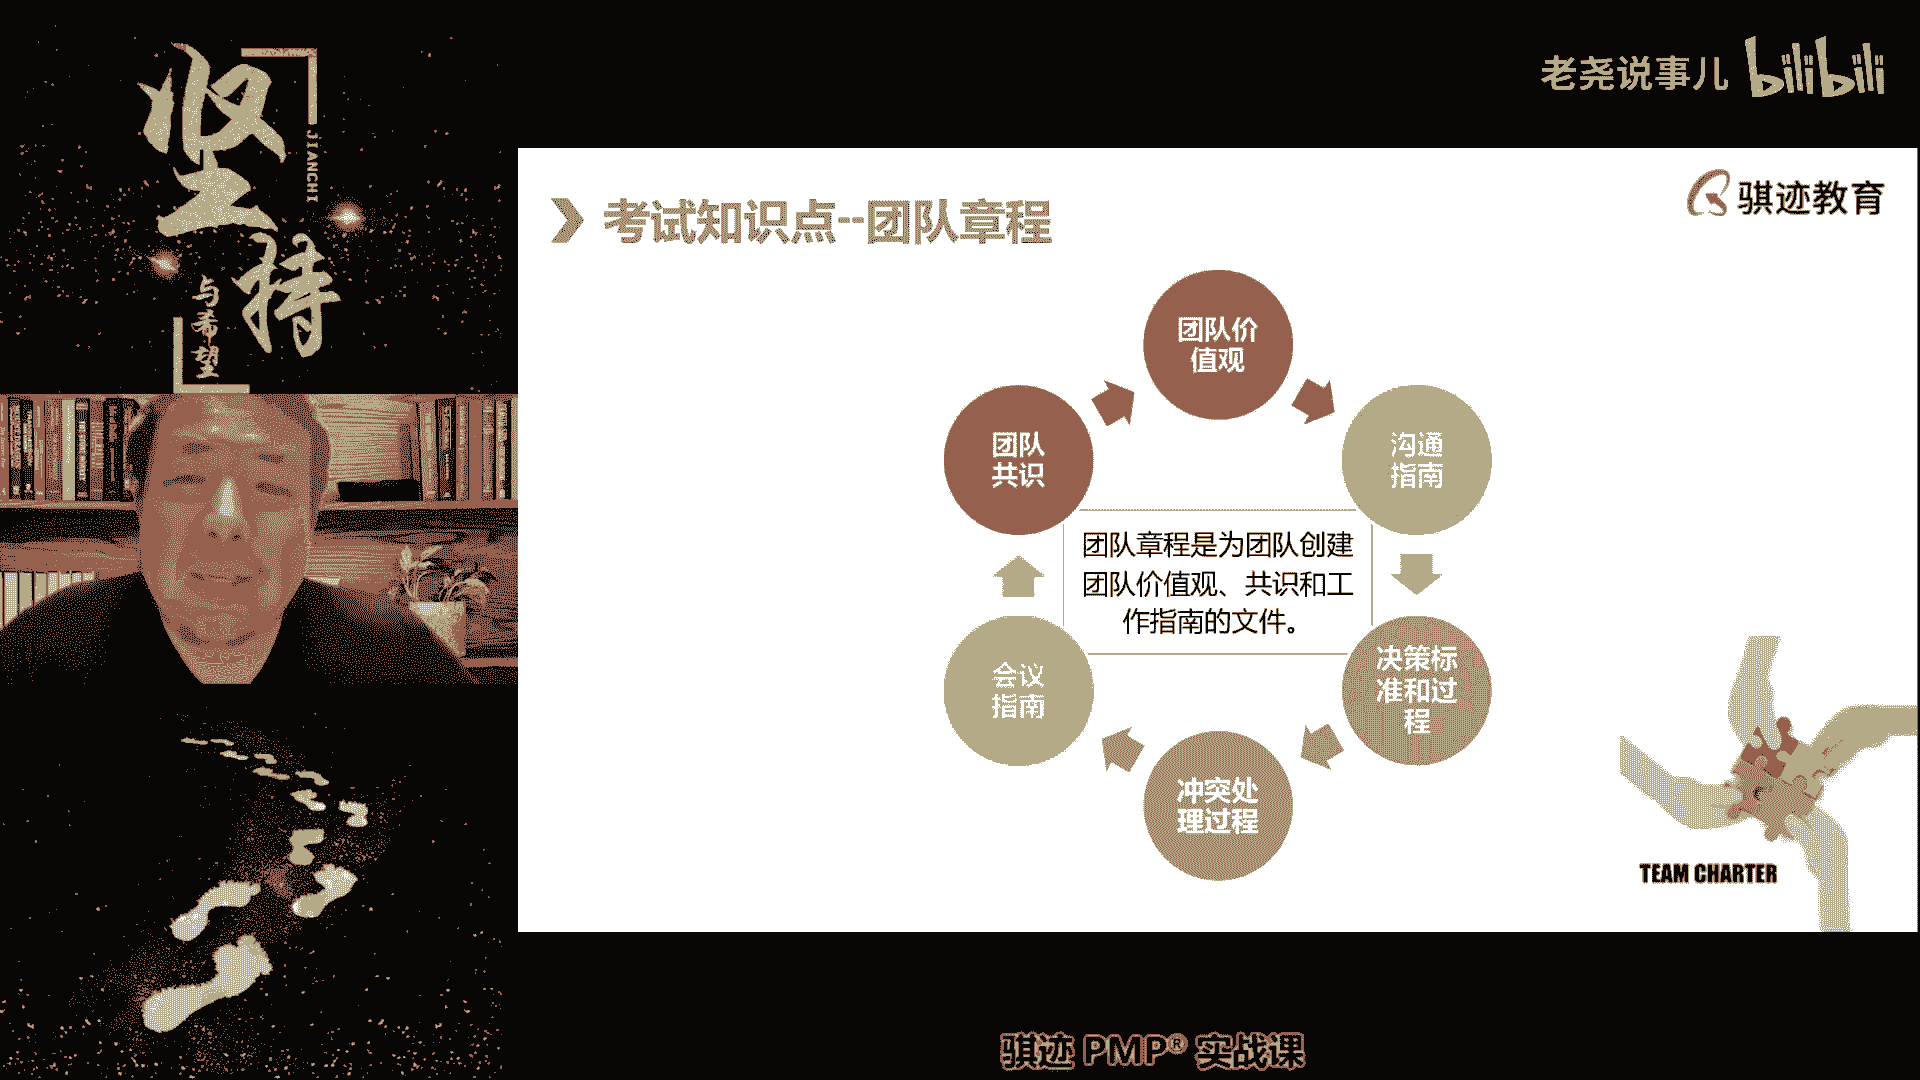 坚持
JIANCHI
与希望
老尧说事儿 bilibili
骐迹教育
考试知识点--团队章程
团队价
值观
沟通
指南
决策标
准和过
程
冲突处
理过程
会议
指南
团队
共识
团队章程是为团队创建
团队价值观、共识和工
作指南的文件。
TEAM CHARTER
骐迹 PMP® 实战课